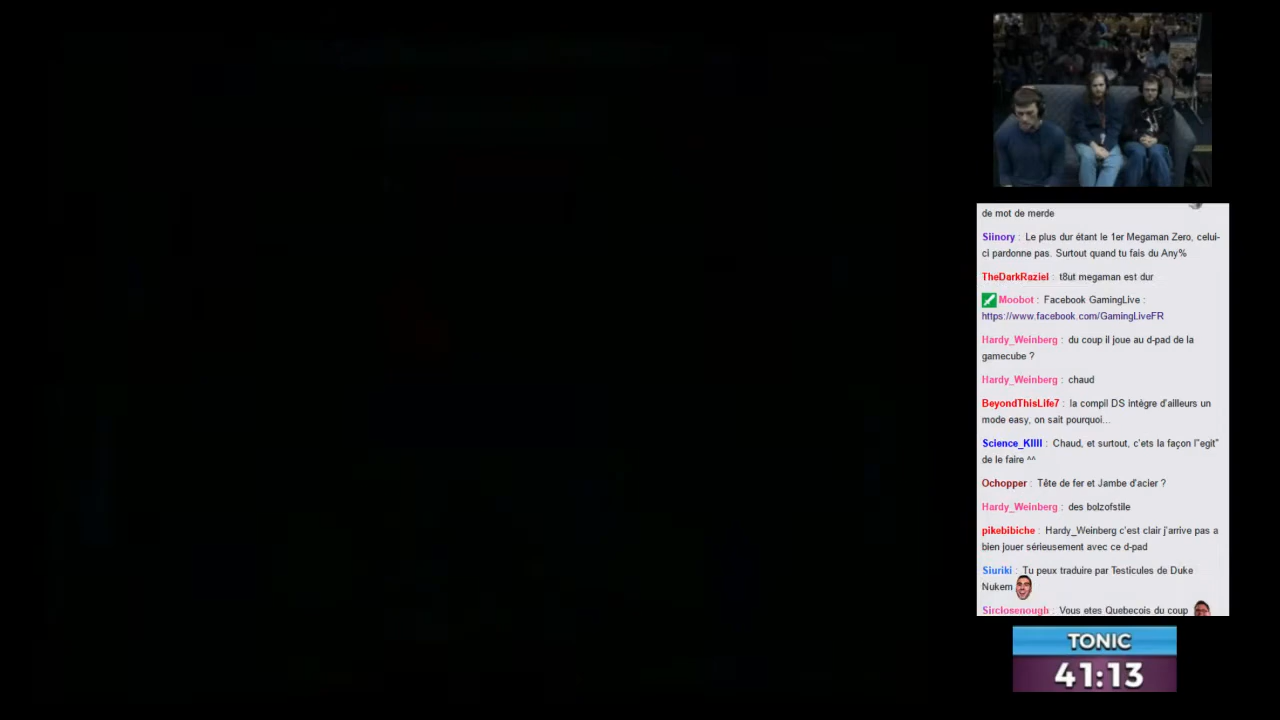 de mot de merde
Siinory : Le plus dur étant le 1er Megaman Zero, celui-
ci pardonne pas. Surtout quand tu fais du Any%
TheDarkRaziel : t8ut megaman est dur
Moobot : Facebook GamingLive :
https://www.facebook.com/GamingLiveFR
Hardy_Weinberg : du coup il joue au d-pad de la
gamecube ?
Hardy_Weinberg : chaud
BeyondThisLife7 : la compil DS intègre d'ailleurs un
mode easy, on sait pourquoi...
Science_KIIII : Chaud, et surtout, c'ets la façon l"egit"
de le faire ^^
Ochopper : Tête de fer et Jambe d'acier ?
Hardy_Weinberg : des bolzofstile
pikebibiche : Hardy_Weinberg c'est clair j'arrive pas a
bien jouer sérieusement avec ce d-pad
Siuriki : Tu peux traduire par Testicules de Duke
Nukem
Sirclosenough : Vous etes Quebecois du coup
TONIC
41:13